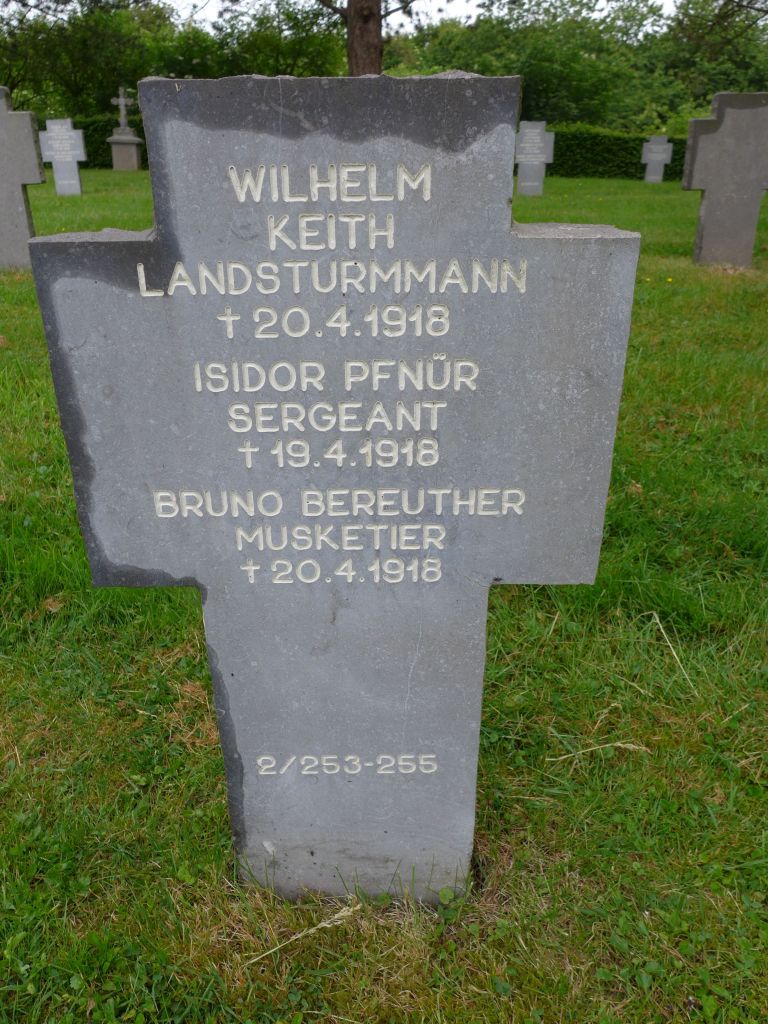 WILHELM
KEITH
LANDSTURMMANN
✝ 20.4.1918
ISIDOR PFNÜR
SERGEANT
✝ 19.4.1918
BRUNO BEREUTHER
MUSKETIER
✝ 20.4.1918
2/253-255